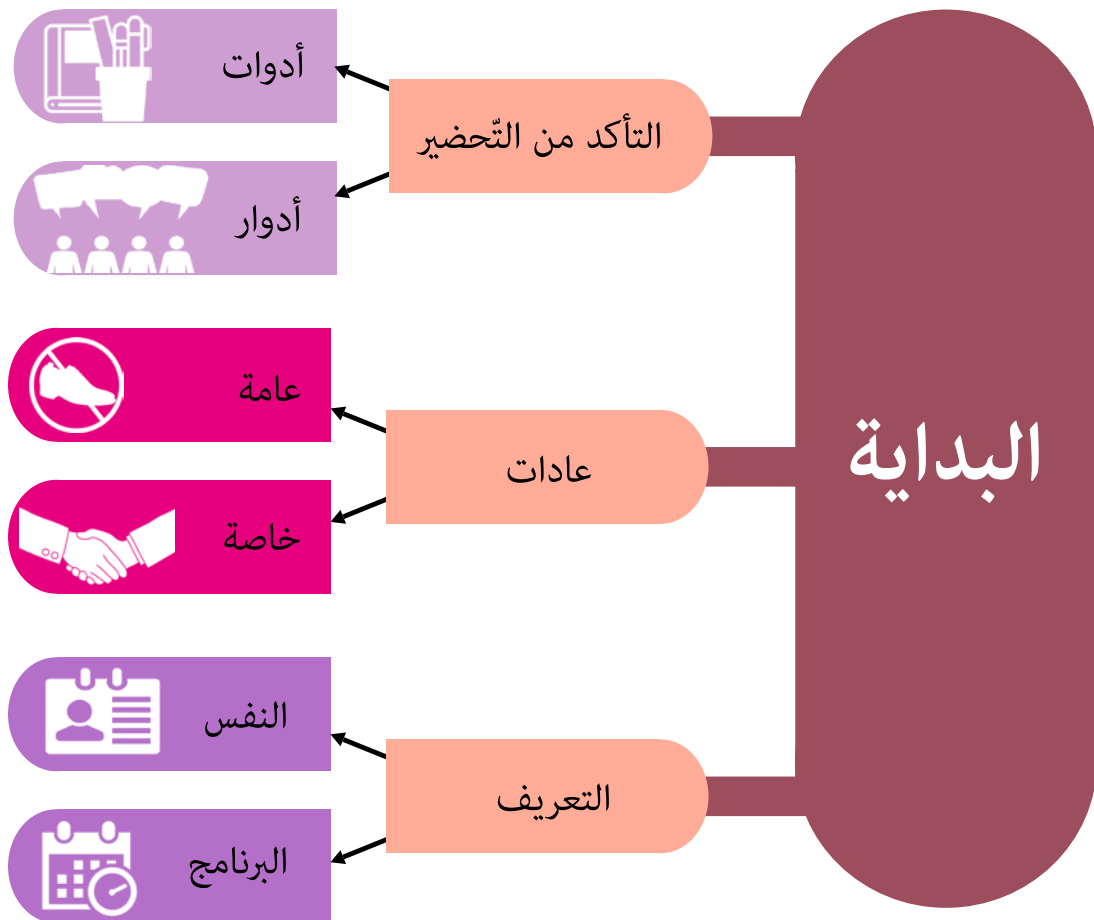 البداية
التأكد من التّحضير
أدوات
أدوار
عادات
عامة
خاصة
التعريف
النفس
البرنامج